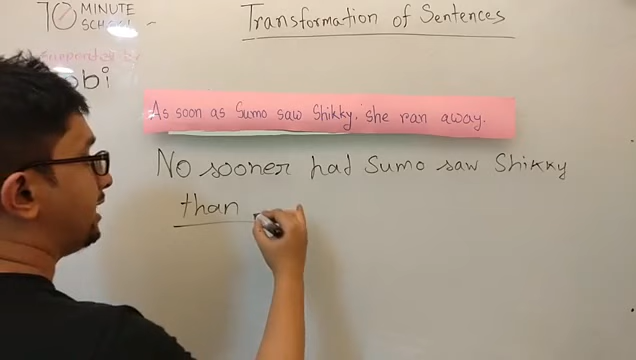 10 MINUTE
SCHOOL
Transformation of Sentences
bi
As soon as Sumo saw Shikky, she ran away.
No sooner had Sumo saw Shikky
than